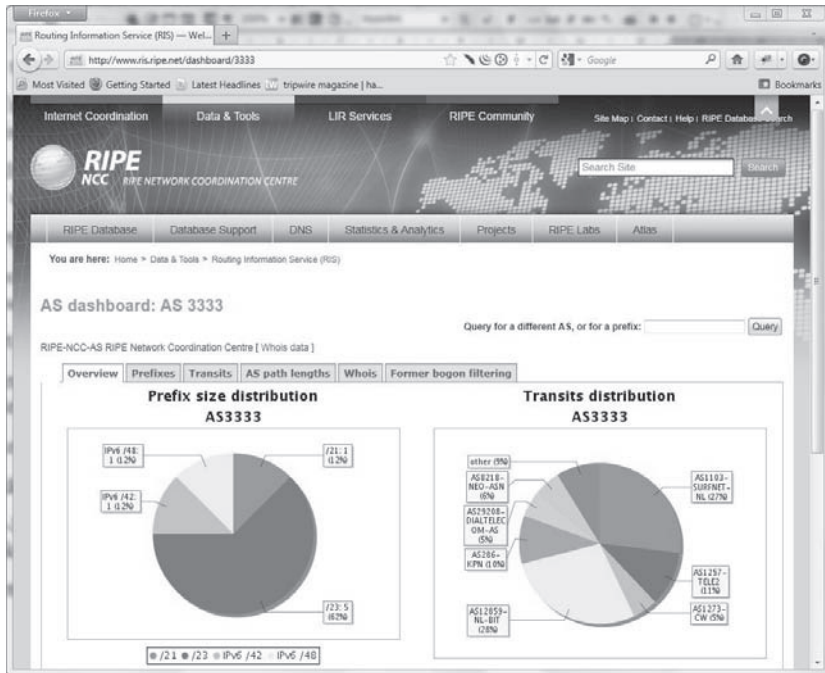 Firefox
Routing Information Service (RIS) — Wel...
http://www.ris.ripe.net/dashboard/3333
Google
Most Visited Getting Started Latest Headlines tripwire magazine | ha...
Bookmarks
Internet Coordination Data & Tools LIR Services RIPE Community
Site Map | Contact | Help | RIPE Database Search
RIPE
NCC RIPE NETWORK COORDINATION CENTRE
Search Site Search
RIPE Database Database Support DNS Statistics & Analytics Projects RIPE Labs Atlas
You are here: Home > Data & Tools > Routing Information Service (RIS)
AS dashboard: AS 3333
Query for a different AS, or for a prefix: Query
RIPE-NCC-AS RIPE Network Coordination Centre [ Whois data ]
Overview Prefixes Transits AS path lengths Whois Former bogon filtering
Prefix size distribution
AS3333
IPv6 /48:
1 (12%)
/21: 1
(12%)
IPv6 /42:
1 (12%)
/23: 5
(62%)
/21 /23 IPv6 /42 IPv6 /48
Transits distribution
AS3333
other (9%)
AS8218-
NEO-ASN
(6%)
AS29208-
DIALTELEC
OM-AS
(5%)
AS286-
KPN (10%)
AS12859-
NL-BIT
(28%)
AS1103-
SURFNET-
NL (27%)
AS1257-
TELE2
(11%)
AS1273-
CW (5%)